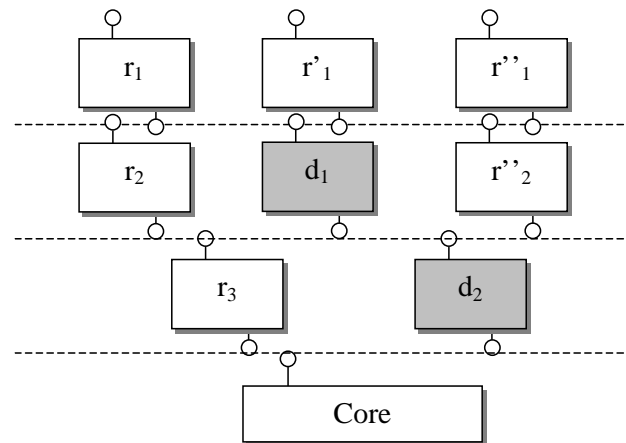 r₁ r'₁ r''₁
r₂ d₁ r''₂
r₃ d₂
Core